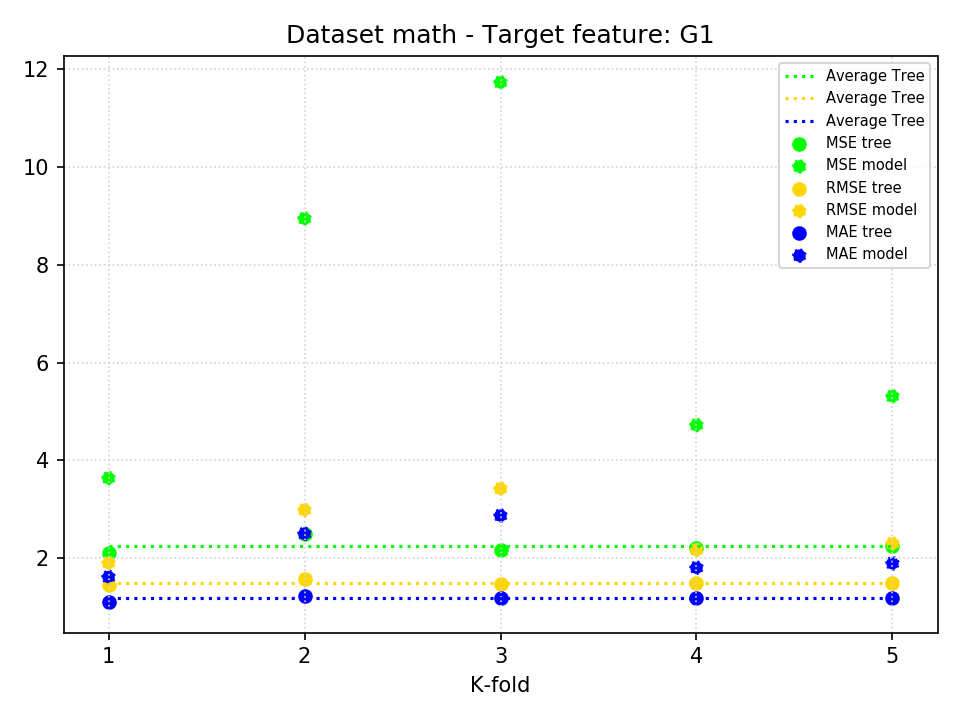 Dataset math - Target feature: G1
12
10
8
6
4
2
Average Tree
Average Tree
Average Tree
MSE tree
MSE model
RMSE tree
RMSE model
MAE tree
MAE model
1 2 3 4 5
K-fold